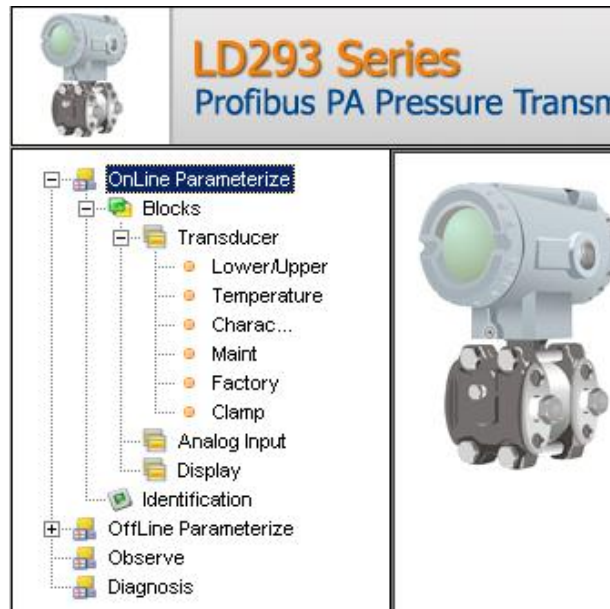 LD293 Series
Profibus PA Pressure
OnLine Parameterize
Blocks
Transducer
Lower/Upper
Temperature
Charac...
Maint
Factory
Clamp
Analog Input
Display
Identification
OffLine Parameterize
Observe
Diagnosis